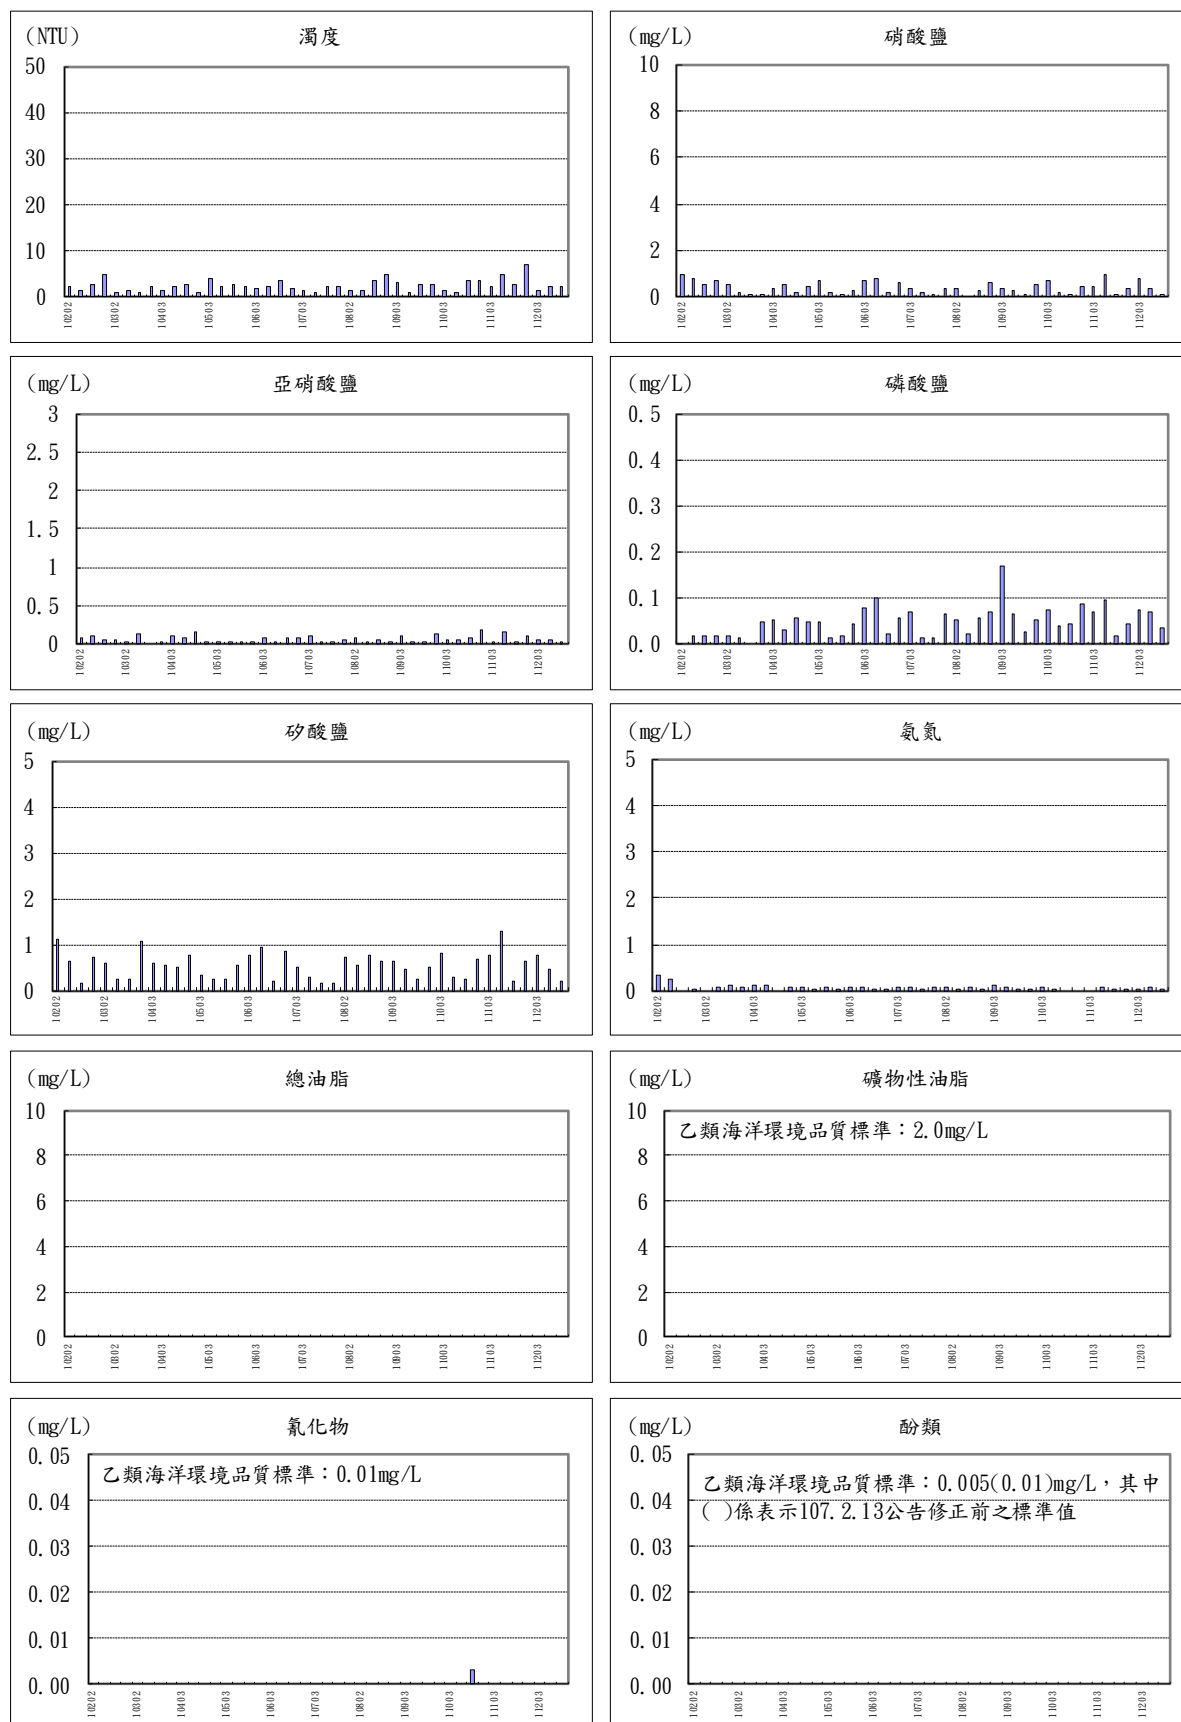 (NTU) 濁度
50
40
30
20
10
0
10202 10302 10403 10503 10603 10703 10802 10903 11003 11103 11203
(mg/L) 硝酸鹽
10
8
6
4
2
0
10202 10302 10403 10503 10603 10703 10802 10903 11003 11103 11203
(mg/L) 亞硝酸鹽
3
2.5
2
1.5
1
0.5
0
10202 10302 10403 10503 10603 10703 10802 10903 11003 11103 11203
(mg/L) 磷酸鹽
0.5
0.4
0.3
0.2
0.1
0.0
10202 10302 10403 10503 10603 10703 10802 10903 11003 11103 11203
(mg/L) 矽酸鹽
5
4
3
2
1
0
10202 10302 10403 10503 10603 10703 10802 10903 11003 11103 11203
(mg/L) 氨氮
5
4
3
2
1
0
10202 10302 10403 10503 10603 10703 10802 10903 11003 11103 11203
(mg/L) 總油脂
10
8
6
4
2
0
10202 10302 10403 10503 10603 10703 10802 10903 11003 11103 11203
(mg/L) 礦物性油脂
10
乙類海洋環境品質標準：2.0mg/L
8
6
4
2
0
10202 10302 10403 10503 10603 10703 10802 10903 11003 11103 11203
(mg/L) 氰化物
0.05
乙類海洋環境品質標準：0.01mg/L
0.04
0.03
0.02
0.01
0.00
10202 10302 10403 10503 10603 10703 10802 10903 11003 11103 11203
(mg/L) 酚類
0.05
乙類海洋環境品質標準：0.005(0.01)mg/L，其中
( )係表示107.2.13公告修正前之標準值
0.04
0.03
0.02
0.01
0.00
10202 10302 10403 10503 10603 10703 10802 10903 11003 11103 11203